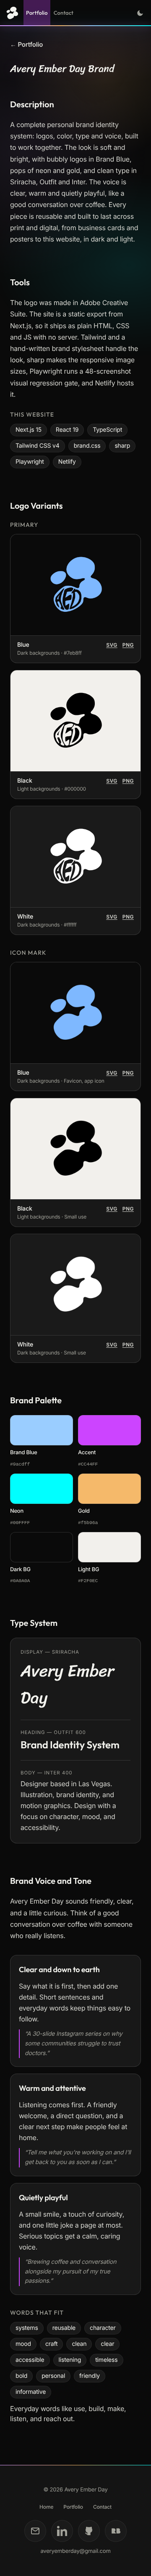 Portfolio Contact
← Portfolio
Avery Ember Day Brand
Description
A complete personal brand identity
system: logos, color, type and voice, built
to work together. The look is soft and
bright, with bubbly logos in Brand Blue,
pops of neon and gold, and clean type in
Sriracha, Outfit and Inter. The voice is
clear, warm and quietly playful, like a
good conversation over coffee. Every
piece is reusable and built to last across
print and digital, from business cards and
posters to this website, in dark and light.
Tools
The logo was made in Adobe Creative
Suite. The site is a static export from
Next.js, so it ships as plain HTML, CSS
and JS with no server. Tailwind and a
hand-written brand stylesheet handle the
look, sharp makes the responsive image
sizes, Playwright runs a 48-screenshot
visual regression gate, and Netlify hosts
it.
THIS WEBSITE
Next.js 15 React 19 TypeScript
Tailwind CSS v4 brand.css sharp
Playwright Netlify
Logo Variants
PRIMARY
Blue SVG PNG
Dark backgrounds · #7eb8ff
Black SVG PNG
Light backgrounds · #000000
White SVG PNG
Dark backgrounds · #ffffff
ICON MARK
Blue SVG PNG
Dark backgrounds · Favicon, app icon
Black SVG PNG
Light backgrounds · Small use
White SVG PNG
Dark backgrounds · Small use
Brand Palette
Brand Blue Accent
#CC44FF
Neon Gold
#00FFFF
Dark BG Light BG
#0A0A0A
Type System
DISPLAY — SRIRACHA
Avery Ember
Day
HEADING — OUTFIT 600
Brand Identity System
BODY — INTER 400
Designer based in Las Vegas.
Illustration, brand identity, and
motion graphics. Design with a
focus on character, mood, and
accessibility.
Brand Voice and Tone
Avery Ember Day sounds friendly, clear,
and a little curious. Think of a good
conversation over coffee with someone
who really listens.
Clear and down to earth
Say what it is first, then add one
detail. Short sentences and
everyday words keep things easy to
follow.
"A 30-slide Instagram series on why
some communities struggle to trust
doctors."
Warm and attentive
Listening comes first. A friendly
welcome, a direct question, and a
clear next step make people feel at
home.
"Tell me what you're working on and I'll
get back to you as soon as I can."
Quietly playful
A small smile, a touch of curiosity,
and one little joke a page at most.
Serious topics get a calm, caring
voice.
"Brewing coffee and conversation
alongside my pursuit of my true
passions."
WORDS THAT FIT
systems reusable character
mood craft clean clear
accessible listening timeless
bold personal friendly
informative
Everyday words like use, build, make,
listen, and reach out.
© 2026 Avery Ember Day
Home Portfolio Contact
averyemberday@gmail.com